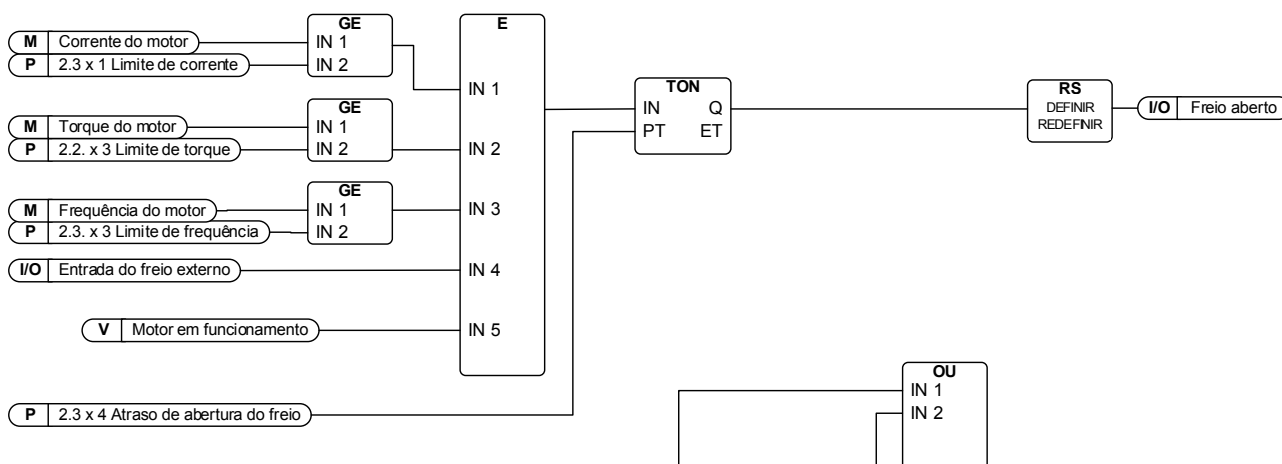 GE
M Corrente do motor IN 1
P 2.3 x 1 Limite de corrente IN 2
E
IN 1
GE
M Torque do motor IN 1
P 2.2. x 3 Limite de torque IN 2
IN 2
GE
M Frequência do motor IN 1
P 2.3. x 3 Limite de frequência IN 2
IN 3
I/O Entrada do freio externo IN 4
V Motor em funcionamento IN 5
P 2.3 x 4 Atraso de abertura do freio
TON
IN Q
PT ET
RS
DEFINIR
REDEFINIR
I/O Freio aberto
OU
IN 1
IN 2